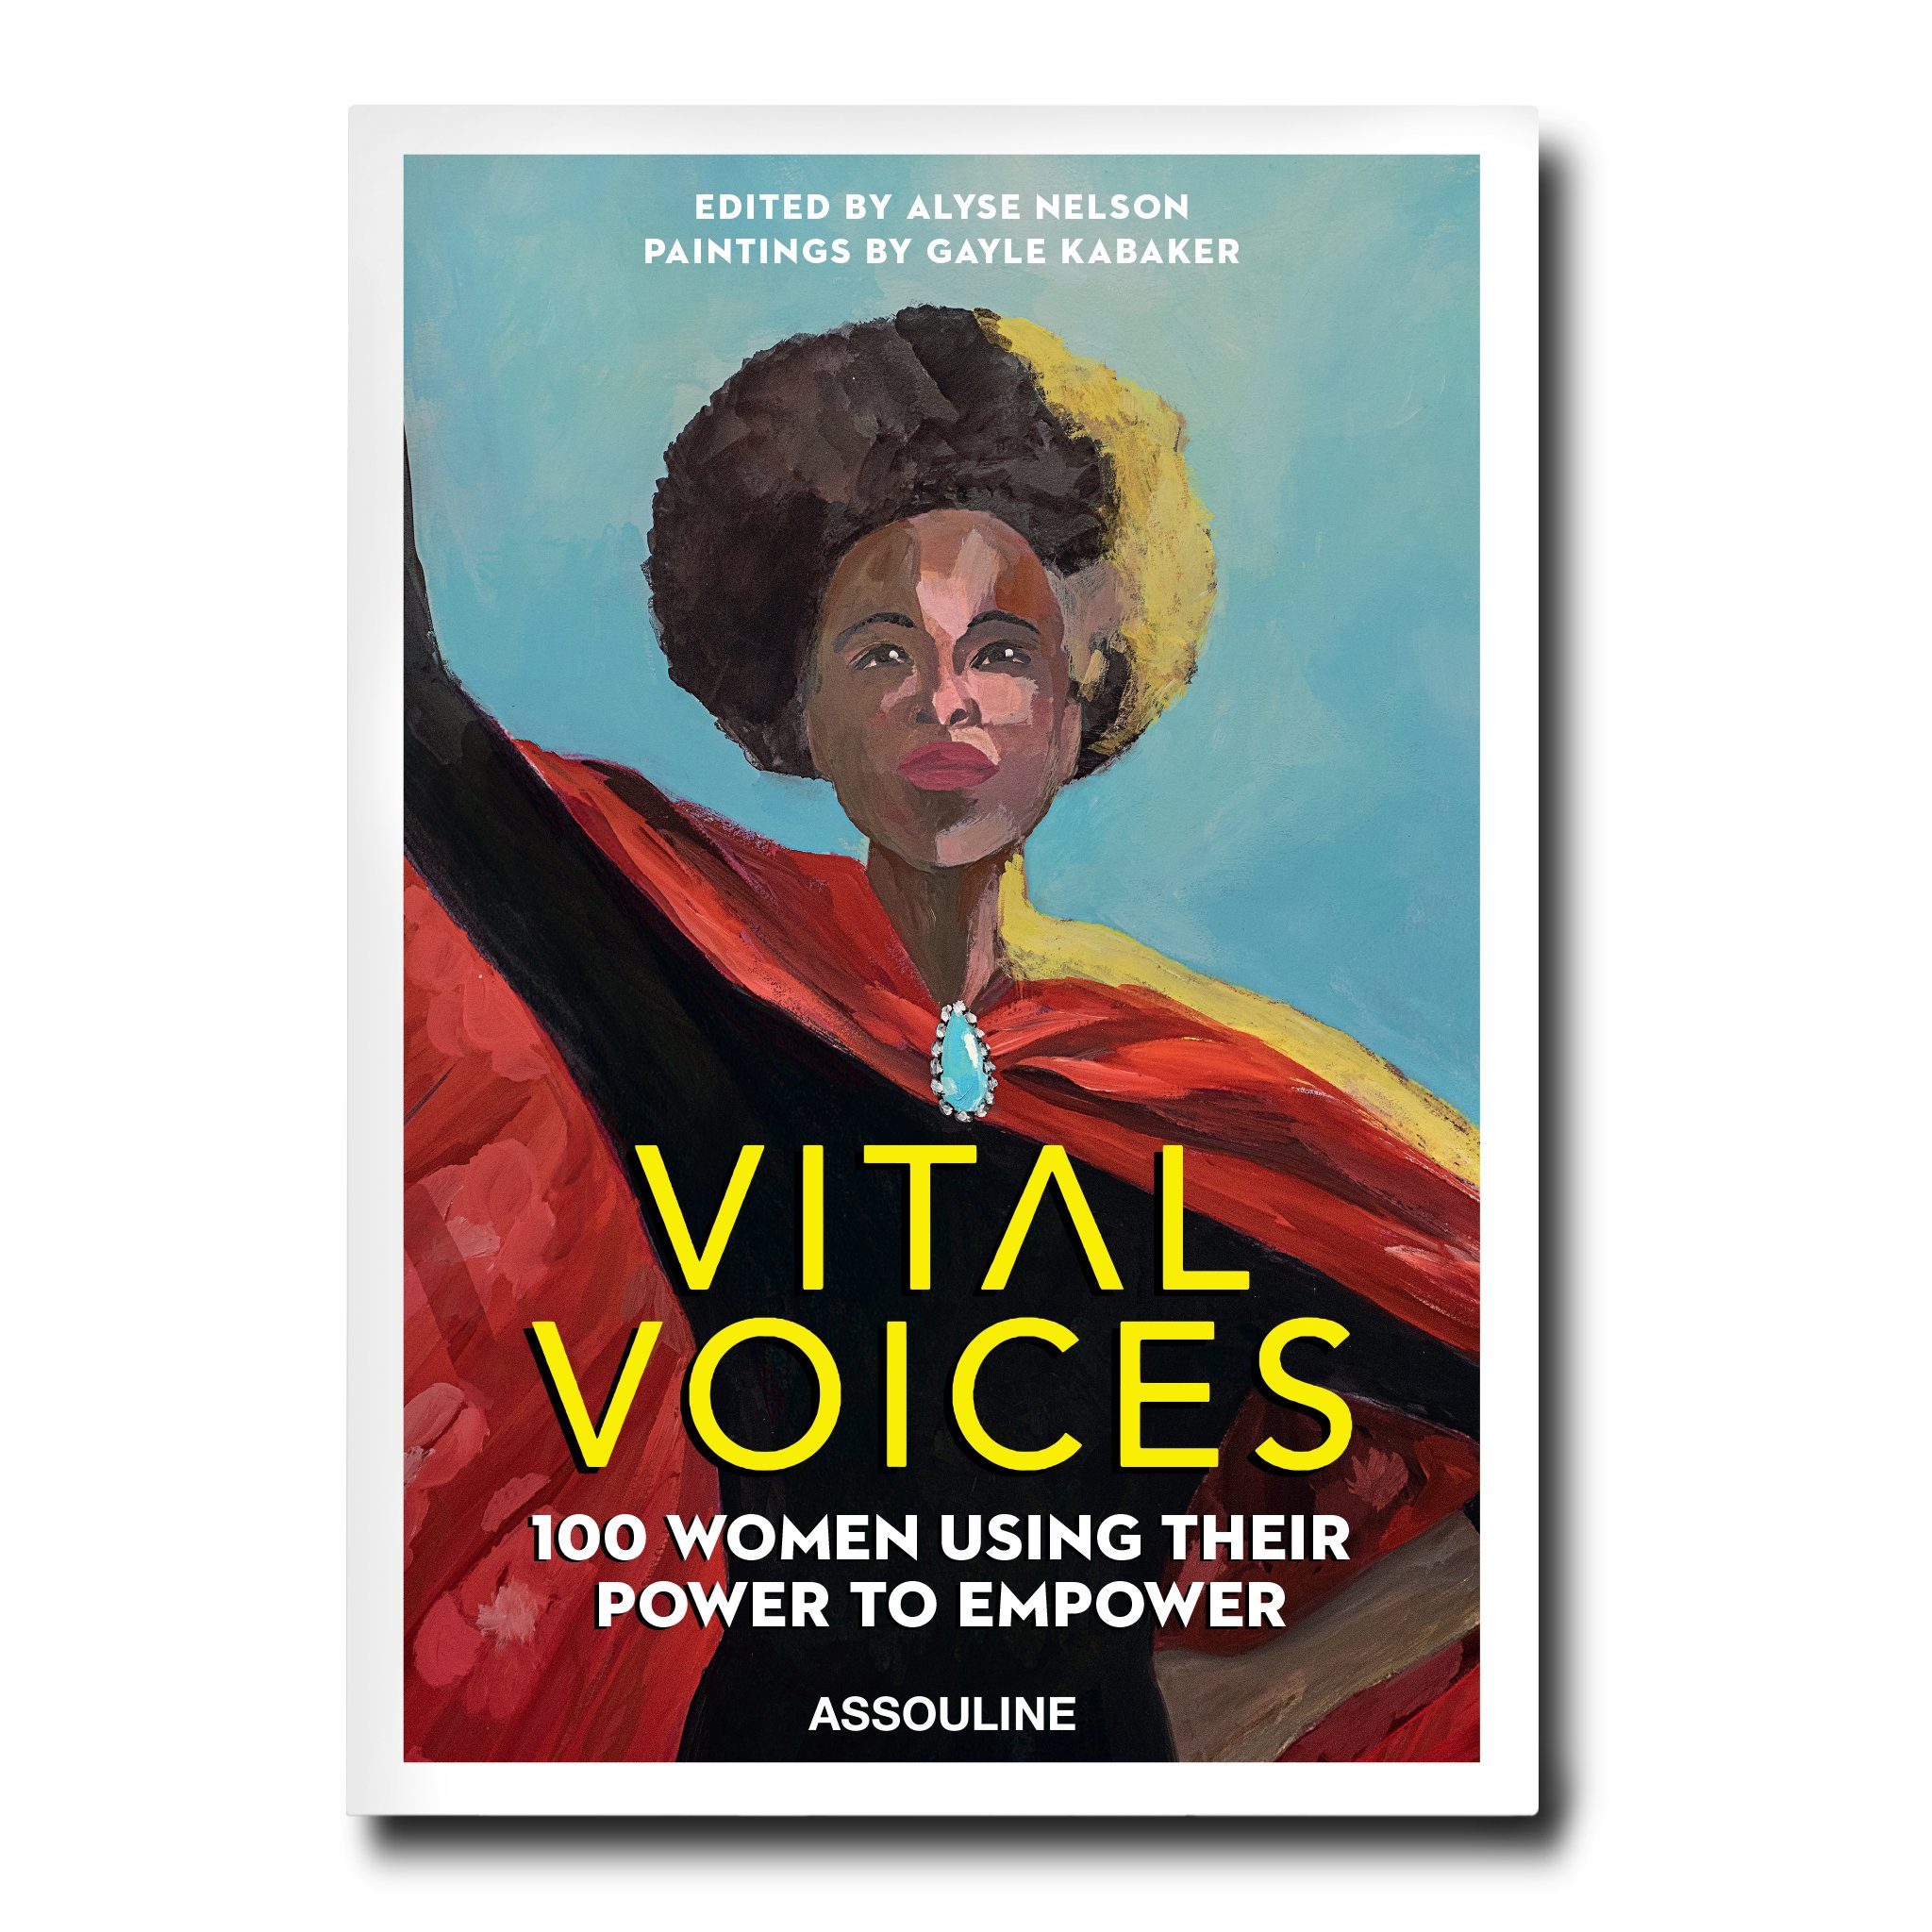 EDITED BY ALYSE NELSON
PAINTINGS BY GAYLE KABAKER
VITAL
VOICES
100 WOMEN USING THEIR
POWER TO EMPOWER
ASSOULINE